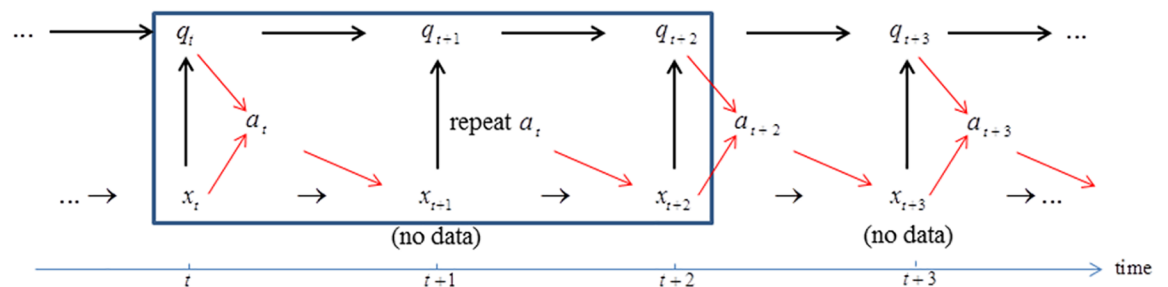 ... q_t q_{t+1} q_{t+2} q_{t+3} ...
a_t repeat a_t a_{t+2} a_{t+3}
... → x_t → x_{t+1} → x_{t+2} → x_{t+3} → ...
(no data) (no data)
t t+1 t+2 t+3 time